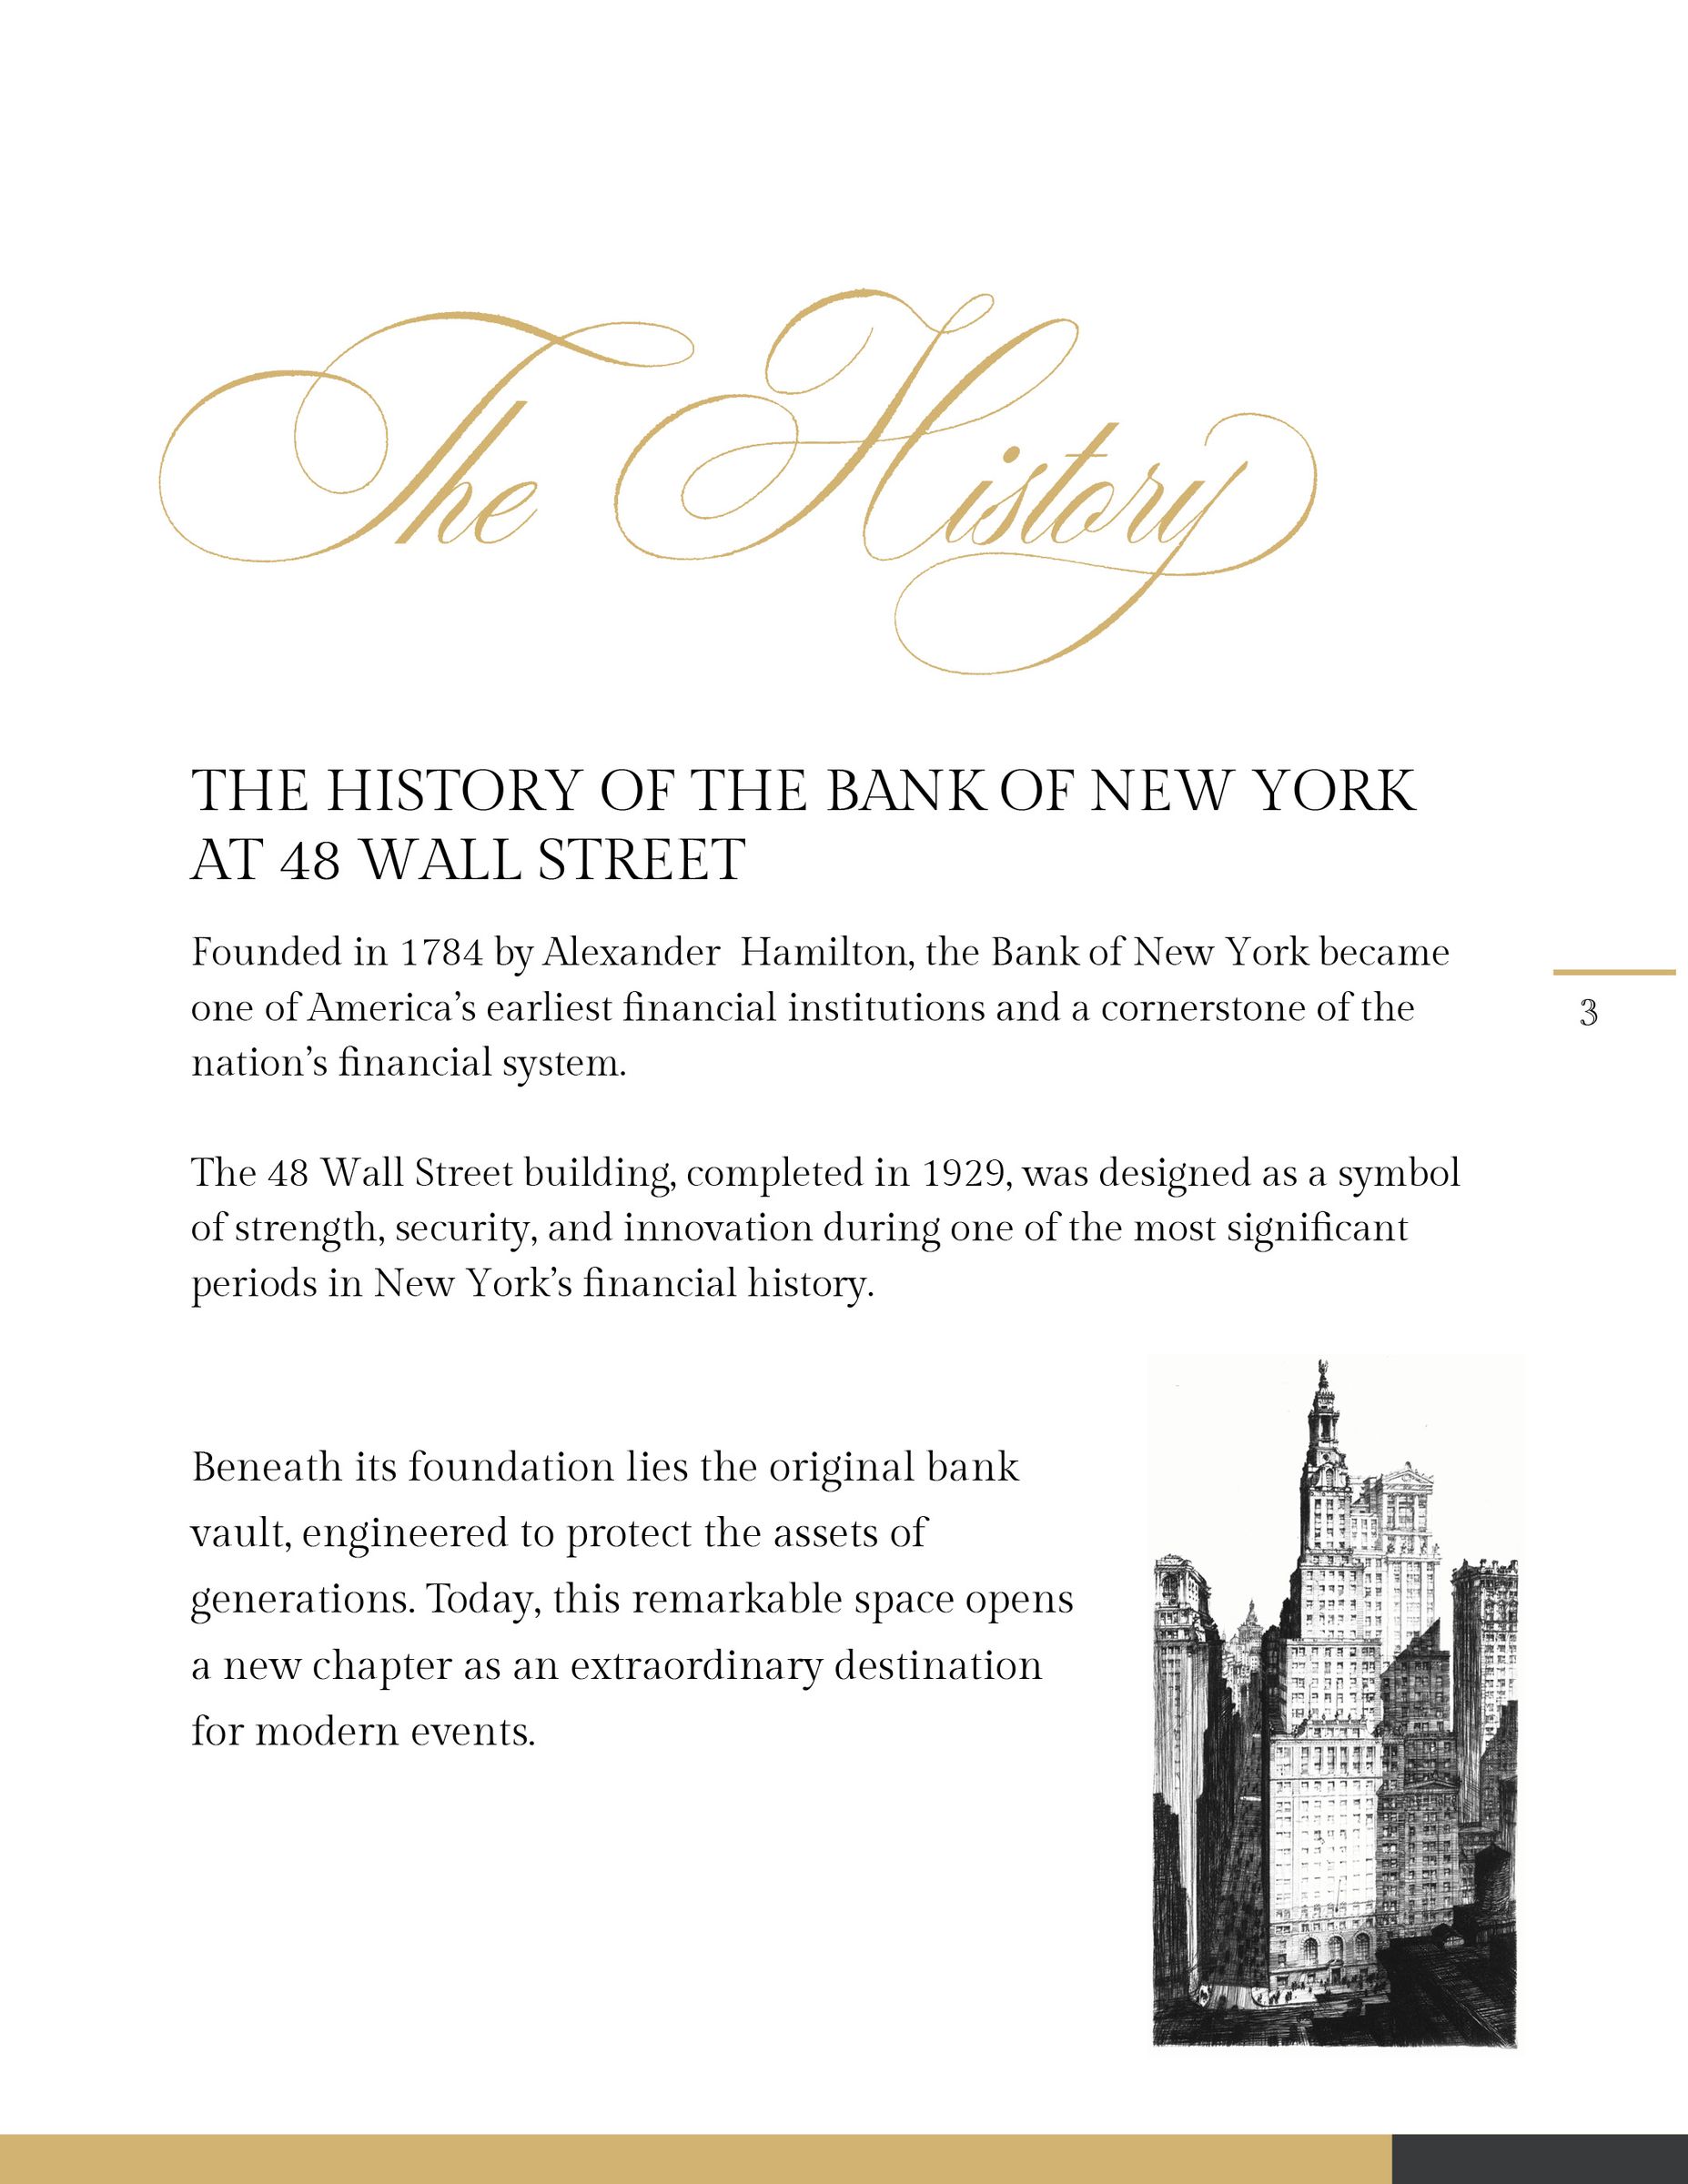 The History
THE HISTORY OF THE BANK OF NEW YORK
AT 48 WALL STREET
Founded in 1784 by Alexander  Hamilton, the Bank of New York became
one of America’s earliest financial institutions and a cornerstone of the
nation’s financial system.
3
The 48 Wall Street building, completed in 1929, was designed as a symbol
of strength, security, and innovation during one of the most significant
periods in New York’s financial history.
Beneath its foundation lies the original bank
vault, engineered to protect the assets of
generations. Today, this remarkable space opens
a new chapter as an extraordinary destination
for modern events.